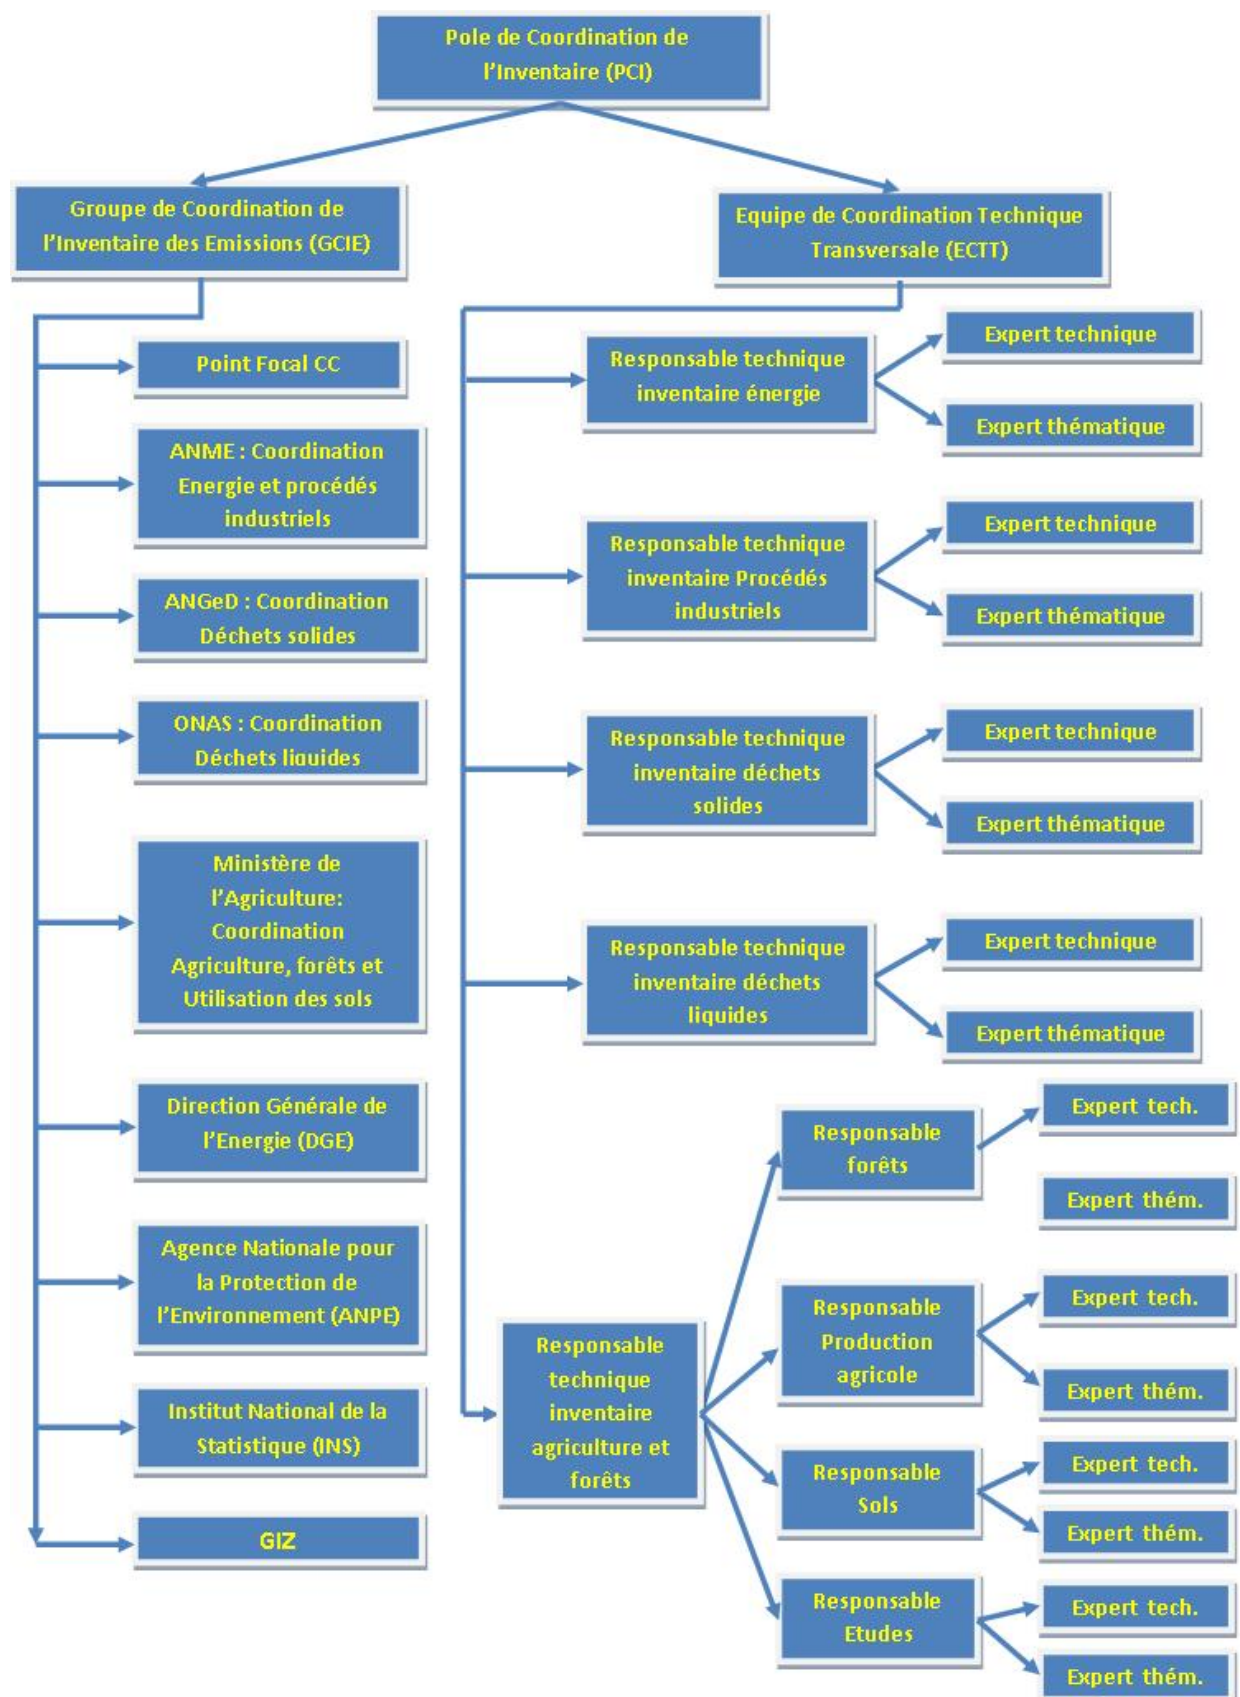 Pole de Coordination de
l'Inventaire (PCI)
Groupe de Coordination de
l'Inventaire des Emissions (GCIE)
Equipe de Coordination Technique
Transversale (ECTT)
Point Focal CC
ANME : Coordination
Energie et procédés
industriels
ANGeD : Coordination
Déchets solides
ONAS : Coordination
Déchets liquides
Ministère de
l'Agriculture:
Coordination
Agriculture, forêts et
Utilisation des sols
Direction Générale de
l'Energie (DGE)
Agence Nationale pour
la Protection de
l'Environnement (ANPE)
Institut National de la
Statistique (INS)
GIZ
Responsable technique
inventaire énergie
Expert technique
Expert thématique
Responsable technique
inventaire Procédés
industriels
Expert technique
Expert thématique
Responsable technique
inventaire déchets
solides
Expert technique
Expert thématique
Responsable technique
inventaire déchets
liquides
Expert technique
Expert thématique
Responsable
technique
inventaire
agriculture et
forêts
Responsable
forêts
Expert tech.
Expert thém.
Responsable
Production
agricole
Expert tech.
Expert thém.
Responsable
Sols
Expert tech.
Expert thém.
Responsable
Etudes
Expert tech.
Expert thém.